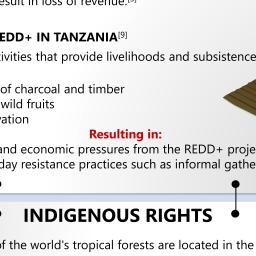 esult in loss of revenue.
EDD+ IN TANZANIA[9]
ivities that provide livelihoods and subsistence
of charcoal and timber
wild fruits
vation
Resulting in:
and economic pressures from the REDD+ proje
day resistance practices such as informal gathe
INDIGENOUS RIGHTS
of the world's tropical forests are located in the